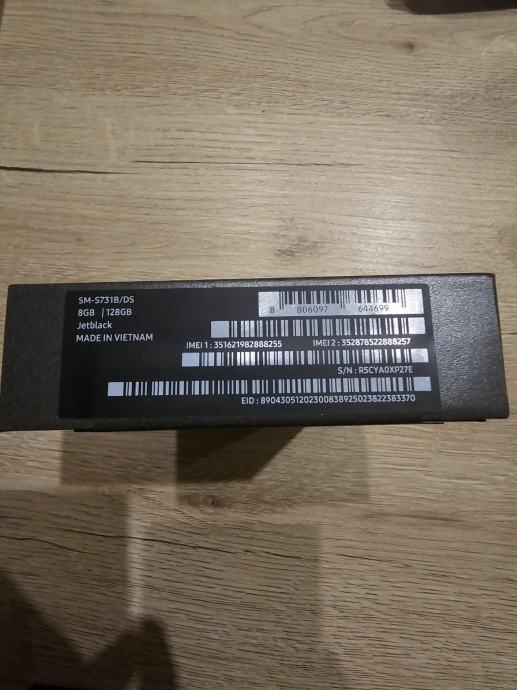 SM-S731B/DS
8GB | 128GB
Jetblack
MADE IN VIETNAM
8 806097 644699
IMEI 1 : 351621982888255 IMEI 2 : 352878522888257
S/N : R5CYA0XP27E
EID : 89043051202300838925023822383370